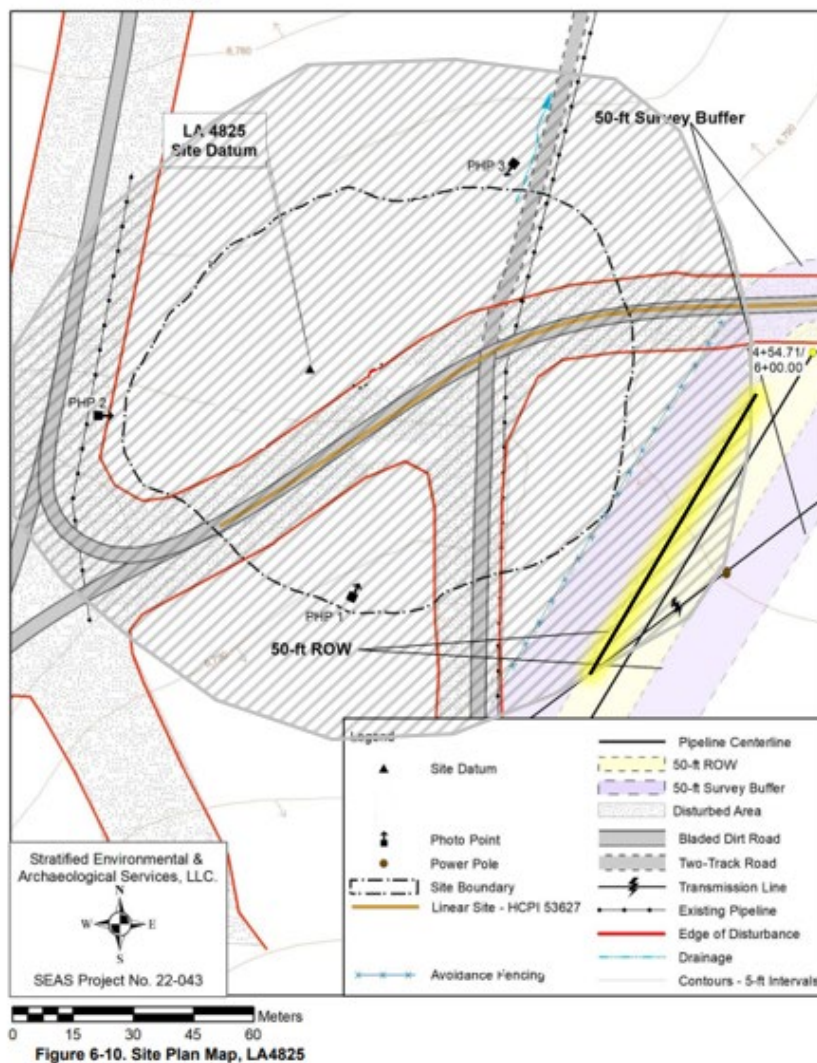 6,760
LA 4825
Site Datum
50-ft Survey Buffer
PHP 3
6,760
4+54.71/
6+00.00
PHP 2
PHP 1
50-ft ROW
Legend
Site Datum
Photo Point
Power Pole
Site Boundary
Linear Site - HCPI 53627
Avoidance Fencing
Pipeline Centerline
50-ft ROW
50-ft Survey Buffer
Disturbed Area
Bladed Dirt Road
Two-Track Road
Transmission Line
Existing Pipeline
Edge of Disturbance
Drainage
Contours - 5-ft Intervals
Stratified Environmental &
Archaeological Services, LLC.
N
W E
S
SEAS Project No. 22-043
Meters
0 15 30 45 60
Figure 6-10. Site Plan Map, LA4825